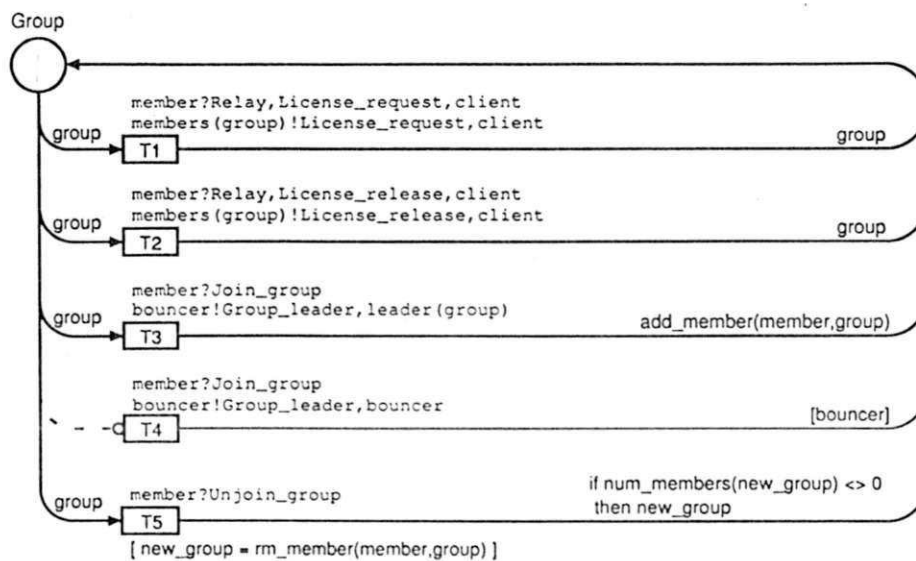 Group
member?Relay,License_request,client
members(group)!License_request,client
group
T1
group
member?Relay,License_release,client
members(group)!License_release,client
group
T2
group
member?Join_group
bouncer!Group_leader,leader(group)
group
T3
add_member(member,group)
member?Join_group
bouncer!Group_leader,bouncer
T4
[bouncer]
if num_members(new_group) <> 0
then new_group
group
member?Unjoin_group
T5
[ new_group = rm_member(member,group) ]